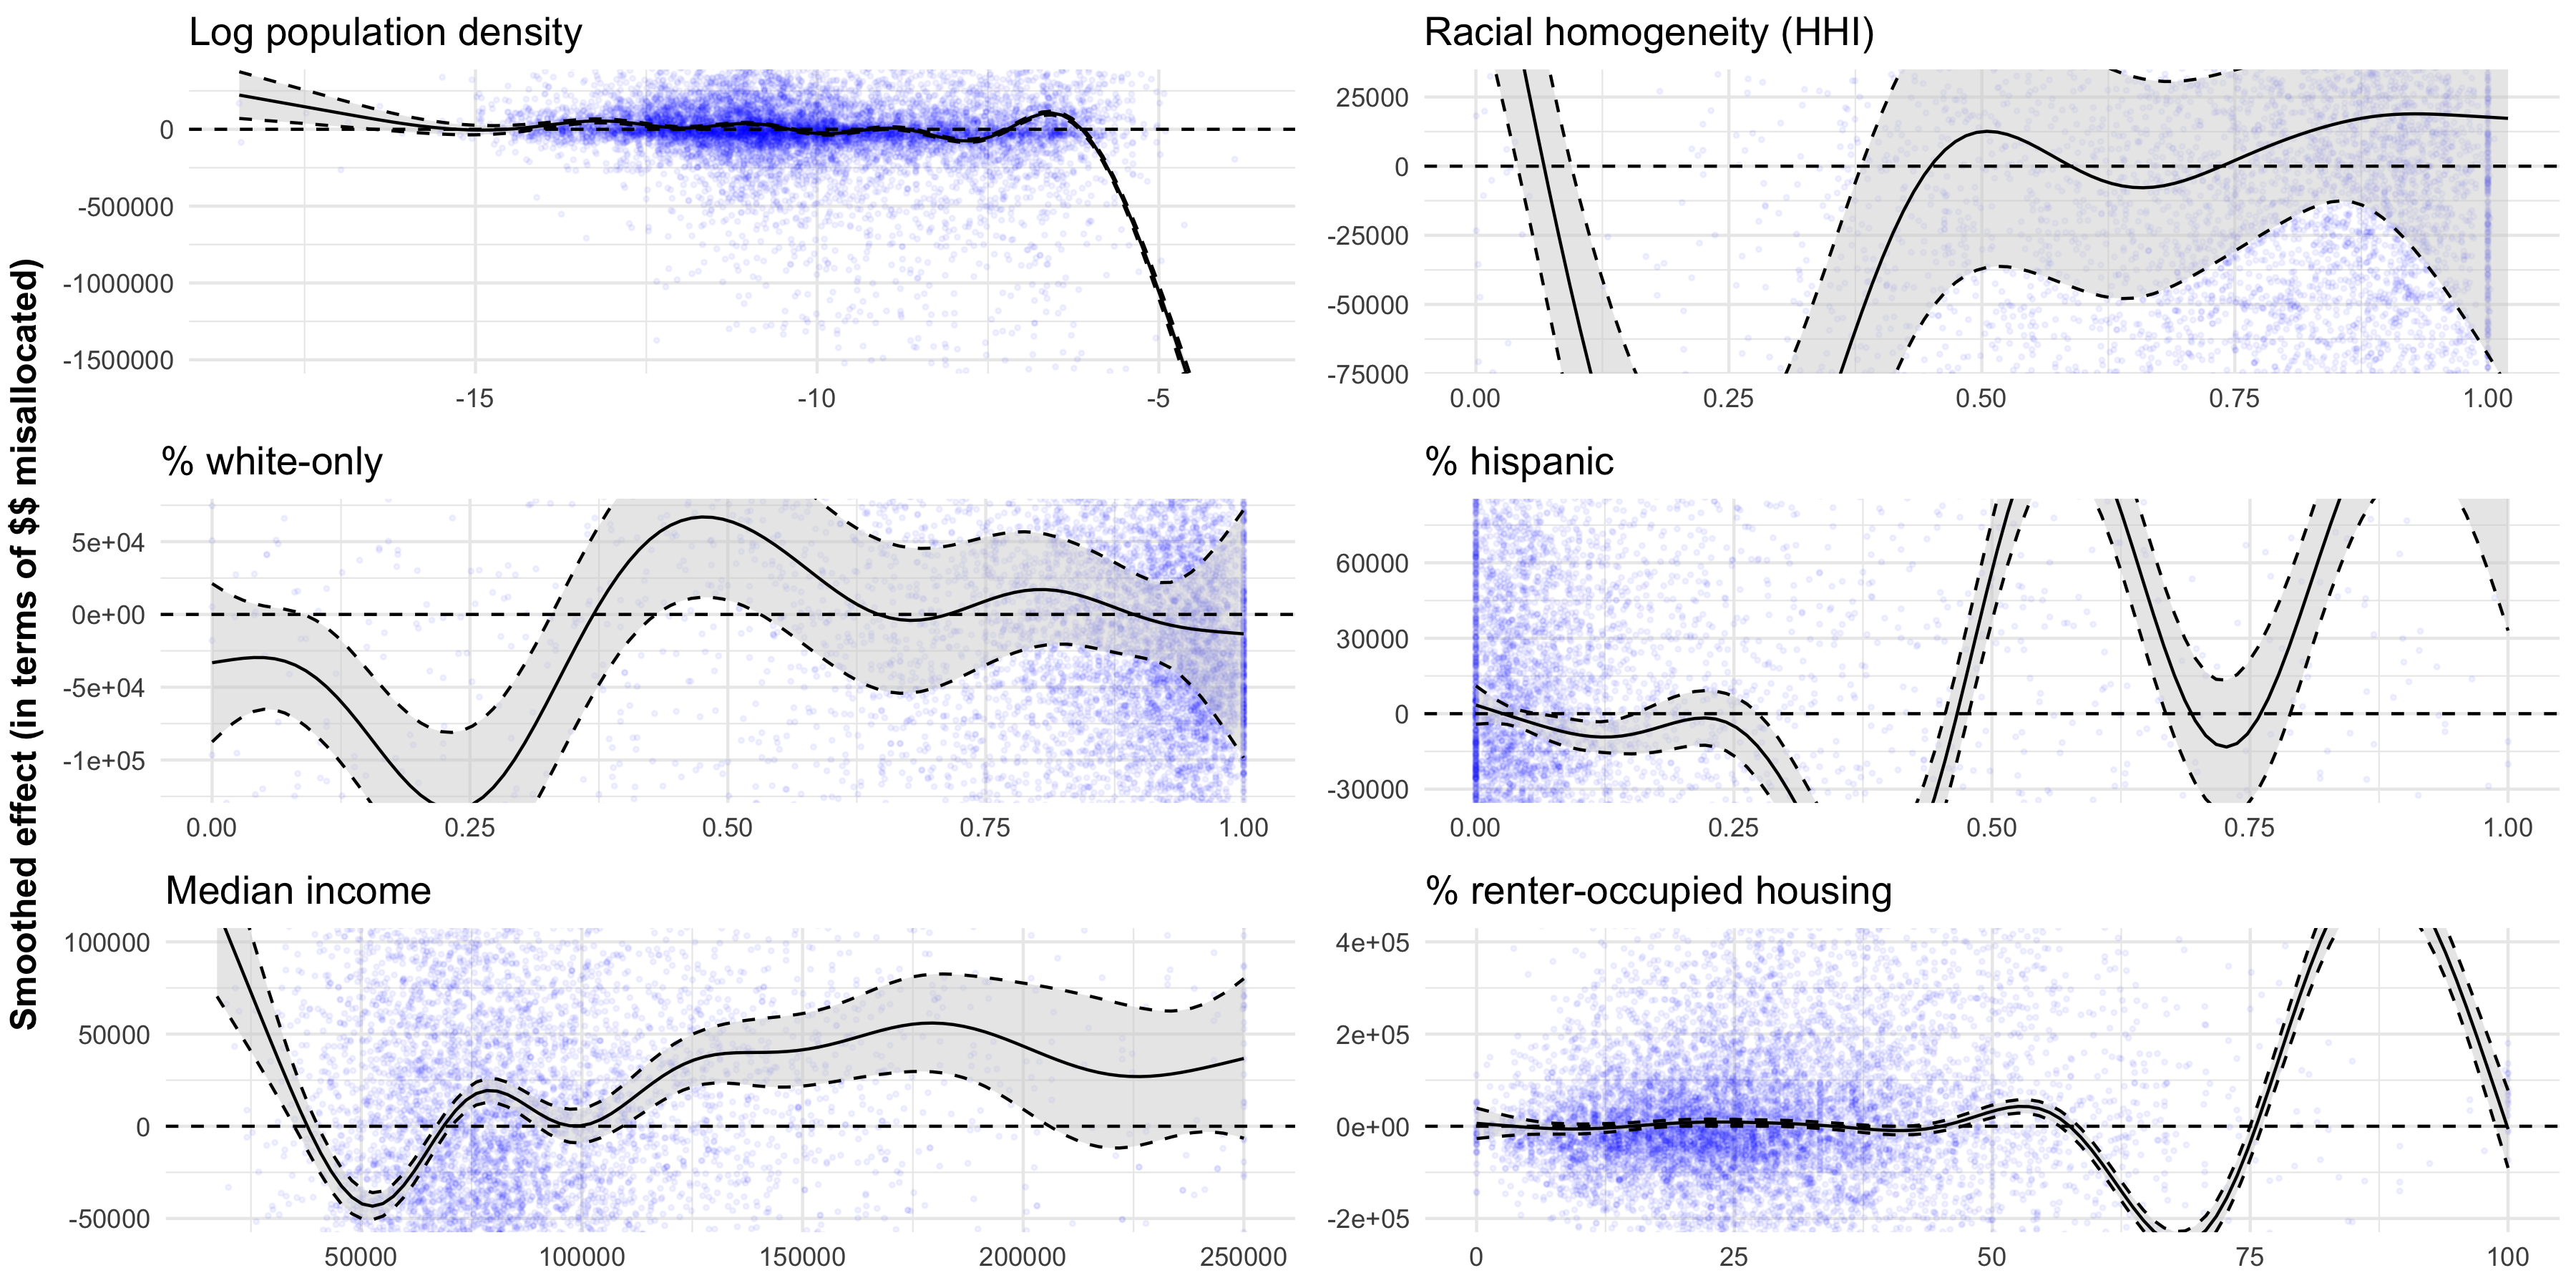 Smoothed effect (in terms of $$ misallocated)
Log population density
0
-500000
-1000000
-1500000
-15 -10 -5
Racial homogeneity (HHI)
25000
0
-25000
-50000
-75000
0.00 0.25 0.50 0.75 1.00
% white-only
5e+04
0e+00
-5e+04
-1e+05
0.00 0.25 0.50 0.75 1.00
% hispanic
60000
30000
0
-30000
0.00 0.25 0.50 0.75 1.00
Median income
100000
50000
0
-50000
50000 100000 150000 200000 250000
% renter-occupied housing
4e+05
2e+05
0e+00
-2e+05
0 25 50 75 100